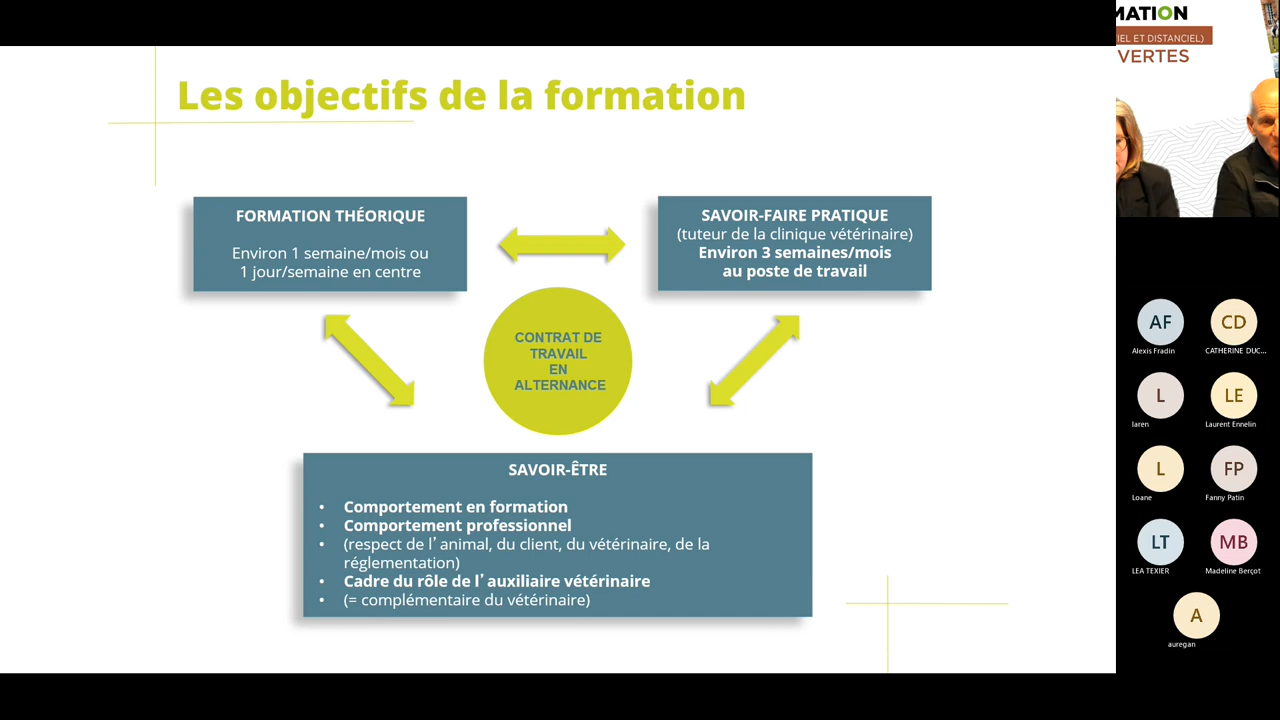 Les objectifs de la formation
FORMATION THÉORIQUE
Environ 1 semaine/mois ou
1 jour/semaine en centre
SAVOIR-FAIRE PRATIQUE
(tuteur de la clinique vétérinaire)
Environ 3 semaines/mois
au poste de travail
CONTRAT DE
TRAVAIL
EN
ALTERNANCE
SAVOIR-ÊTRE
• Comportement en formation
• Comportement professionnel
• (respect de l'animal, du client, du vétérinaire, de la
réglementation)
• Cadre du rôle de l'auxiliaire vétérinaire
• (= complémentaire du vétérinaire)
MATION
IEL ET DISTANCIEL)
VERTES
AF
Alexis Fradin
CD
CATHERINE DUC...
L
laren
LE
Laurent Ennelin
L
Loane
FP
Fanny Patin
LT
LEA TEXIER
MB
Madeline Berçot
A
auregan